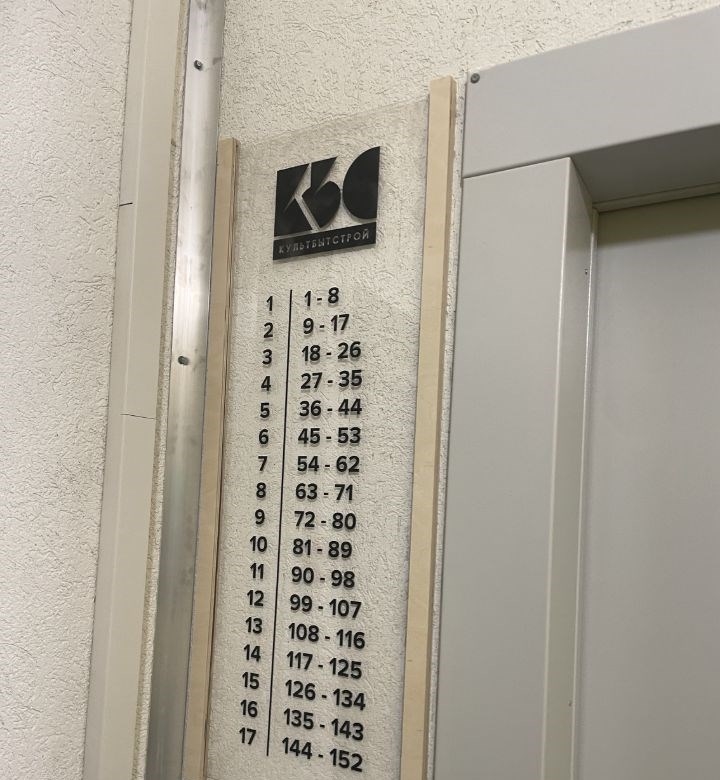 КБС
КУЛЬТБЫТСТРОЙ
1 1 - 8
2 9 - 17
3 18 - 26
4 27 - 35
5 36 - 44
6 45 - 53
7 54 - 62
8 63 - 71
9 72 - 80
10 81 - 89
11 90 - 98
12 99 - 107
13 108 - 116
14 117 - 125
15 126 - 134
16 135 - 143
17 144 - 152